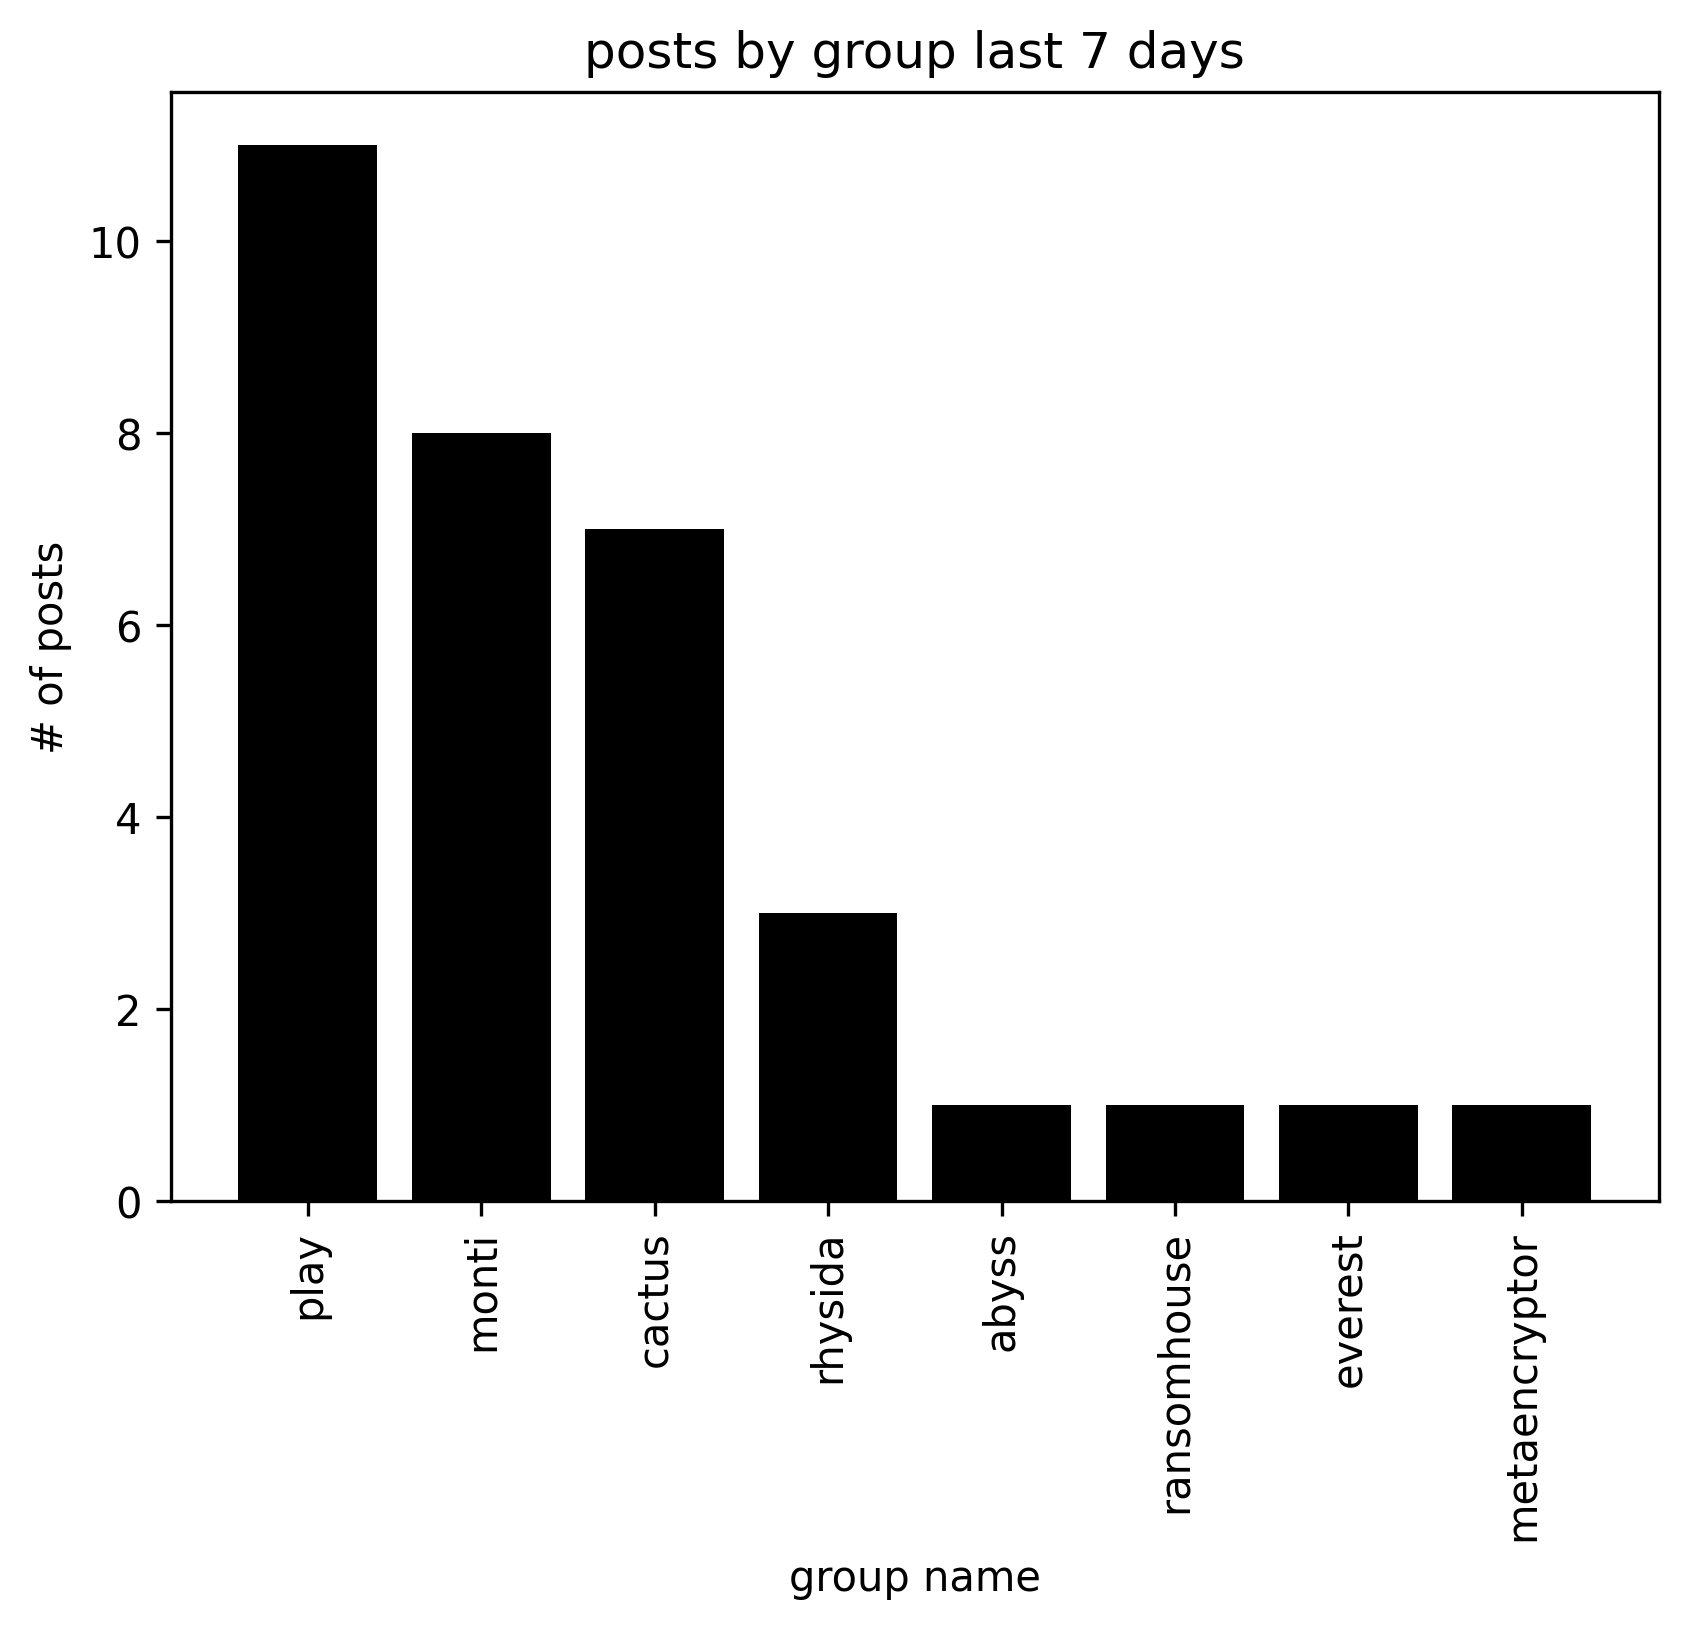 posts by group last 7 days
# of posts
10
8
6
4
2
0
play
monti
cactus
rhysida
abyss
ransomhouse
everest
metaencryptor
group name